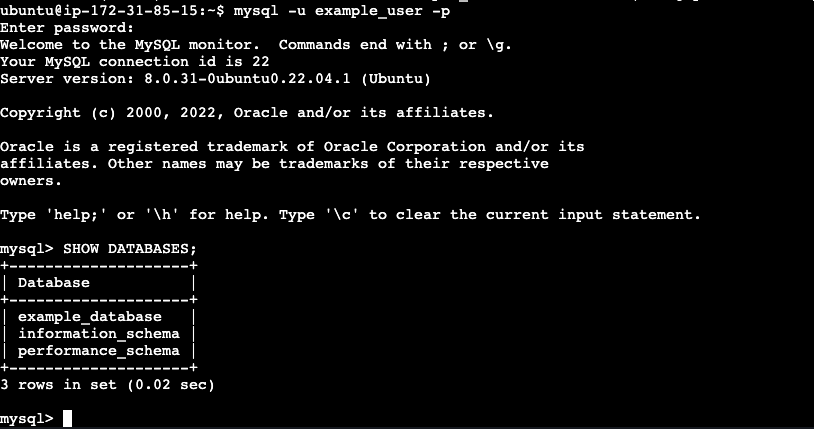 ubuntu@ip-172-31-85-15:~$ mysql -u example_user -p
Enter password:
Welcome to the MySQL monitor.  Commands end with ; or \g.
Your MySQL connection id is 22
Server version: 8.0.31-0ubuntu0.22.04.1 (Ubuntu)

Copyright (c) 2000, 2022, Oracle and/or its affiliates.

Oracle is a registered trademark of Oracle Corporation and/or its
affiliates. Other names may be trademarks of their respective
owners.

Type 'help;' or '\h' for help. Type '\c' to clear the current input statement.

mysql> SHOW DATABASES;
+--------------------+
| Database           |
+--------------------+
| example_database   |
| information_schema |
| performance_schema |
+--------------------+
3 rows in set (0.02 sec)

mysql>